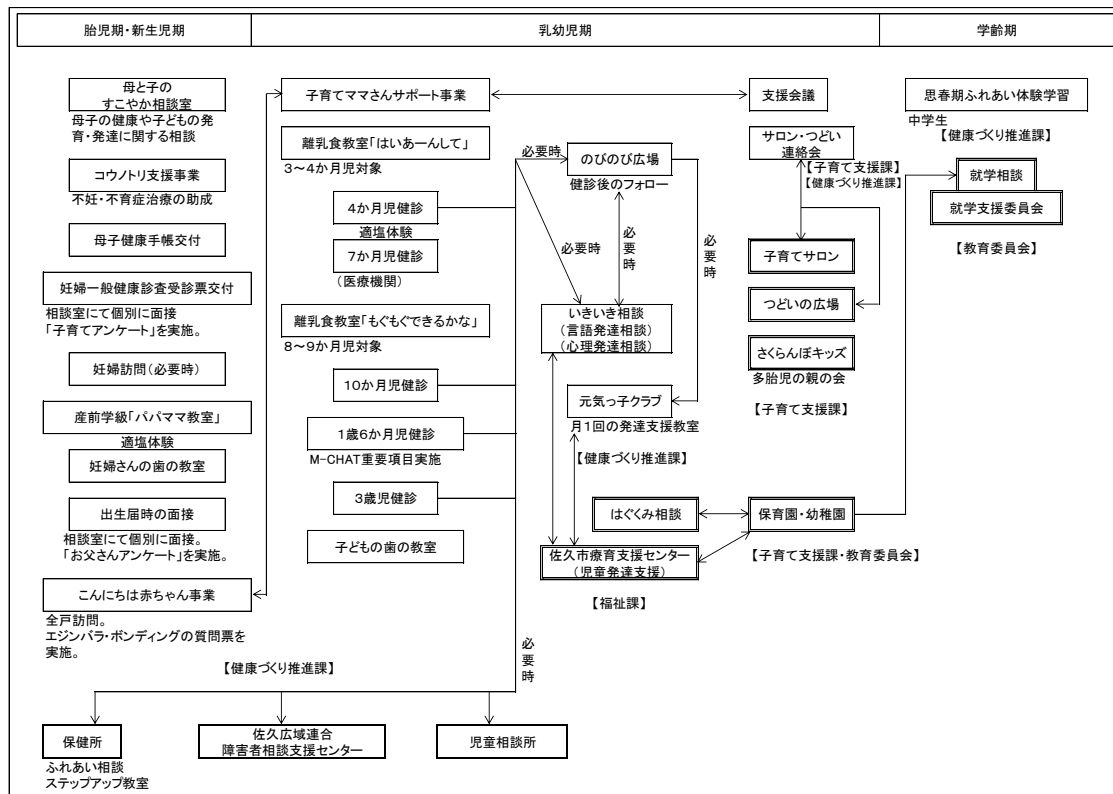 胎児期・新生児期
乳幼児期
学齢期
母と子の
すこやか相談室
母子の健康や子どもの発
育・発達に関する相談
コウノトリ支援事業
不妊・不育症治療の助成
母子健康手帳交付
妊婦一般健康診査受診票交付
相談室にて個別に面接
「子育てアンケート」を実施。
妊婦訪問(必要時)
産前学級「パパママ教室」
適塩体験
妊婦さんの歯の教室
出生届時の面接
相談室にて個別に面接。
「お父さんアンケート」を実施。
こんにちは赤ちゃん事業
全戸訪問。
エジンバラ・ボンディングの質問票を
実施。
【健康づくり推進課】
子育てママさんサポート事業
離乳食教室「はいあーんして」
3～4か月児対象
4か月児健診
適塩体験
7か月児健診
(医療機関)
離乳食教室「もぐもぐできるかな」
8～9か月児対象
10か月児健診
1歳6か月児健診
M-CHAT重要項目実施
3歳児健診
子どもの歯の教室
必要時
のびのび広場
健診後のフォロー
必要時
必要時
必要時
いきいき相談
(言語発達相談)
(心理発達相談)
元気っ子クラブ
月1回の発達支援教室
【健康づくり推進課】
はぐくみ相談
佐久市療育支援センター
(児童発達支援)
【福祉課】
必要時
支援会議
サロン・つどい
連絡会
【子育て支援課】
【健康づくり推進課】
子育てサロン
つどいの広場
さくらんぼキッズ
多胎児の親の会
【子育て支援課】
保育園・幼稚園
【子育て支援課・教育委員会】
思春期ふれあい体験学習
中学生
【健康づくり推進課】
就学相談
就学支援委員会
【教育委員会】
保健所
ふれあい相談
ステップアップ教室
佐久広域連合
障害者相談支援センター
児童相談所